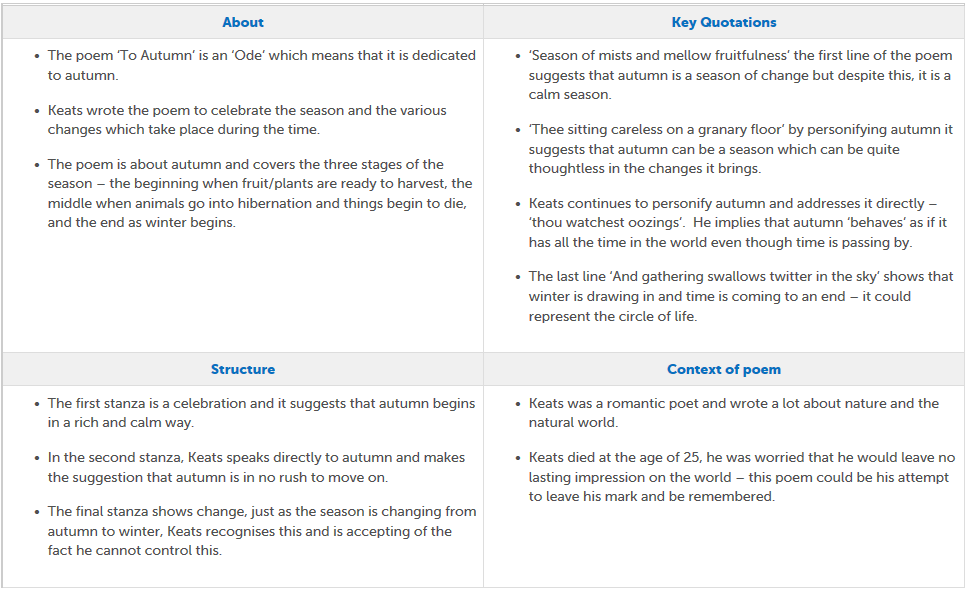 About
• The poem ‘To Autumn’ is an ‘Ode’ which means that it is dedicated
to autumn.
• Keats wrote the poem to celebrate the season and the various
changes which take place during the time.
• The poem is about autumn and covers the three stages of the
season – the beginning when fruit/plants are ready to harvest, the
middle when animals go into hibernation and things begin to die,
and the end as winter begins.
Key Quotations
• ‘Season of mists and mellow fruitfulness’ the first line of the poem
suggests that autumn is a season of change but despite this, it is a
calm season.
• ‘Thee sitting careless on a granary floor’ by personifying autumn it
suggests that autumn can be a season which can be quite
thoughtless in the changes it brings.
• Keats continues to personify autumn and addresses it directly –
‘thou watchest oozings’.  He implies that autumn ‘behaves’ as if it
has all the time in the world even though time is passing by.
• The last line ‘And gathering swallows twitter in the sky’ shows that
winter is drawing in and time is coming to an end – it could
represent the circle of life.
Structure
• The first stanza is a celebration and it suggests that autumn begins
in a rich and calm way.
• In the second stanza, Keats speaks directly to autumn and makes
the suggestion that autumn is in no rush to move on.
• The final stanza shows change, just as the season is changing from
autumn to winter, Keats recognises this and is accepting of the
fact he cannot control this.
Context of poem
• Keats was a romantic poet and wrote a lot about nature and the
natural world.
• Keats died at the age of 25, he was worried that he would leave no
lasting impression on the world – this poem could be his attempt
to leave his mark and be remembered.